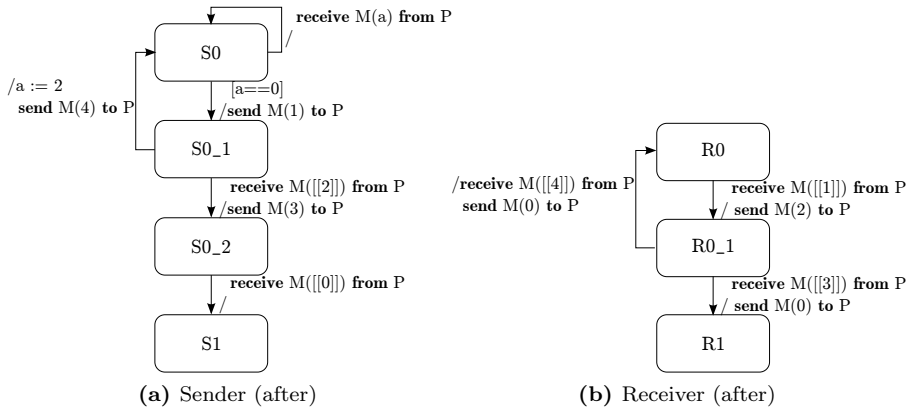 receive M(a) from P
/
S0
/a := 2
send M(4) to P
[a==0]
/send M(1) to P
S0_1
receive M([[2]]) from P
/send M(3) to P
S0_2
receive M([[0]]) from P
/
S1
(a) Sender (after)
R0
/receive M([[4]]) from P
send M(0) to P
receive M([[1]]) from P
/ send M(2) to P
R0_1
receive M([[3]]) from P
/ send M(0) to P
R1
(b) Receiver (after)